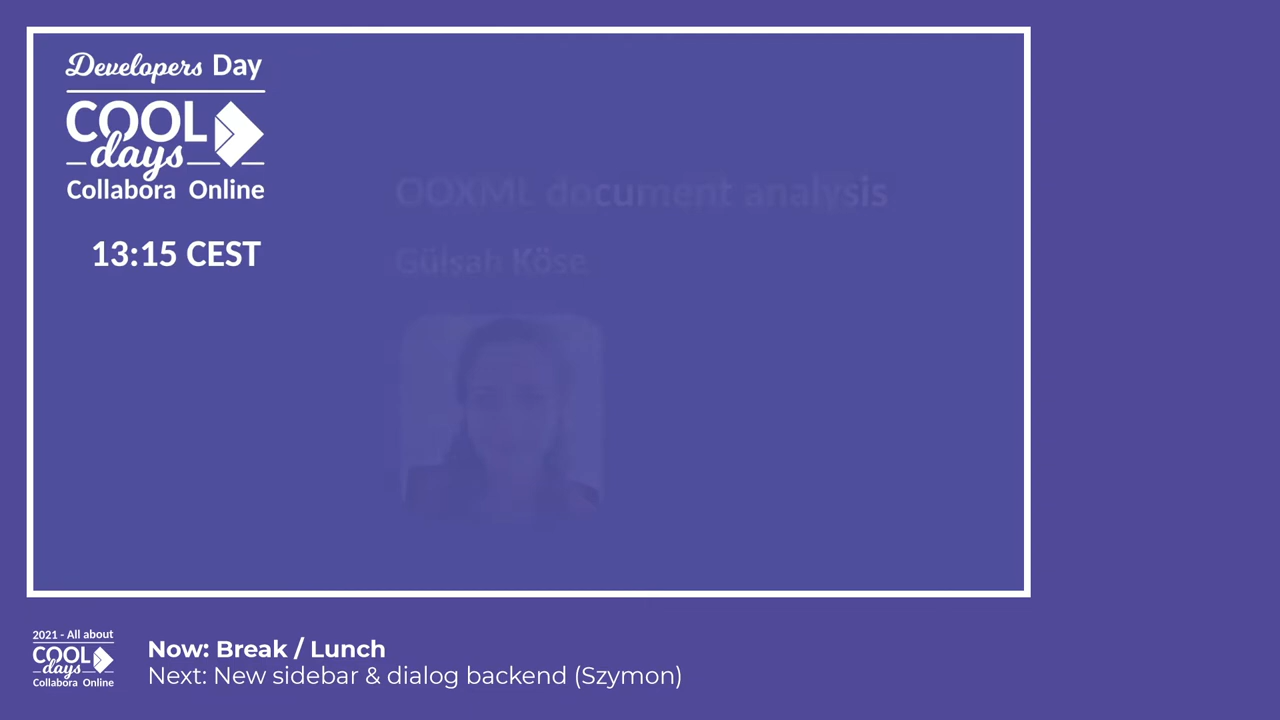 Developers Day
COOL
days
Collabora Online
13:15 CEST
OOXML document analysis
Gülsah Köse
2021 - All about
COOL
days
Collabora Online
Now: Break / Lunch
Next: New sidebar & dialog backend (Szymon)